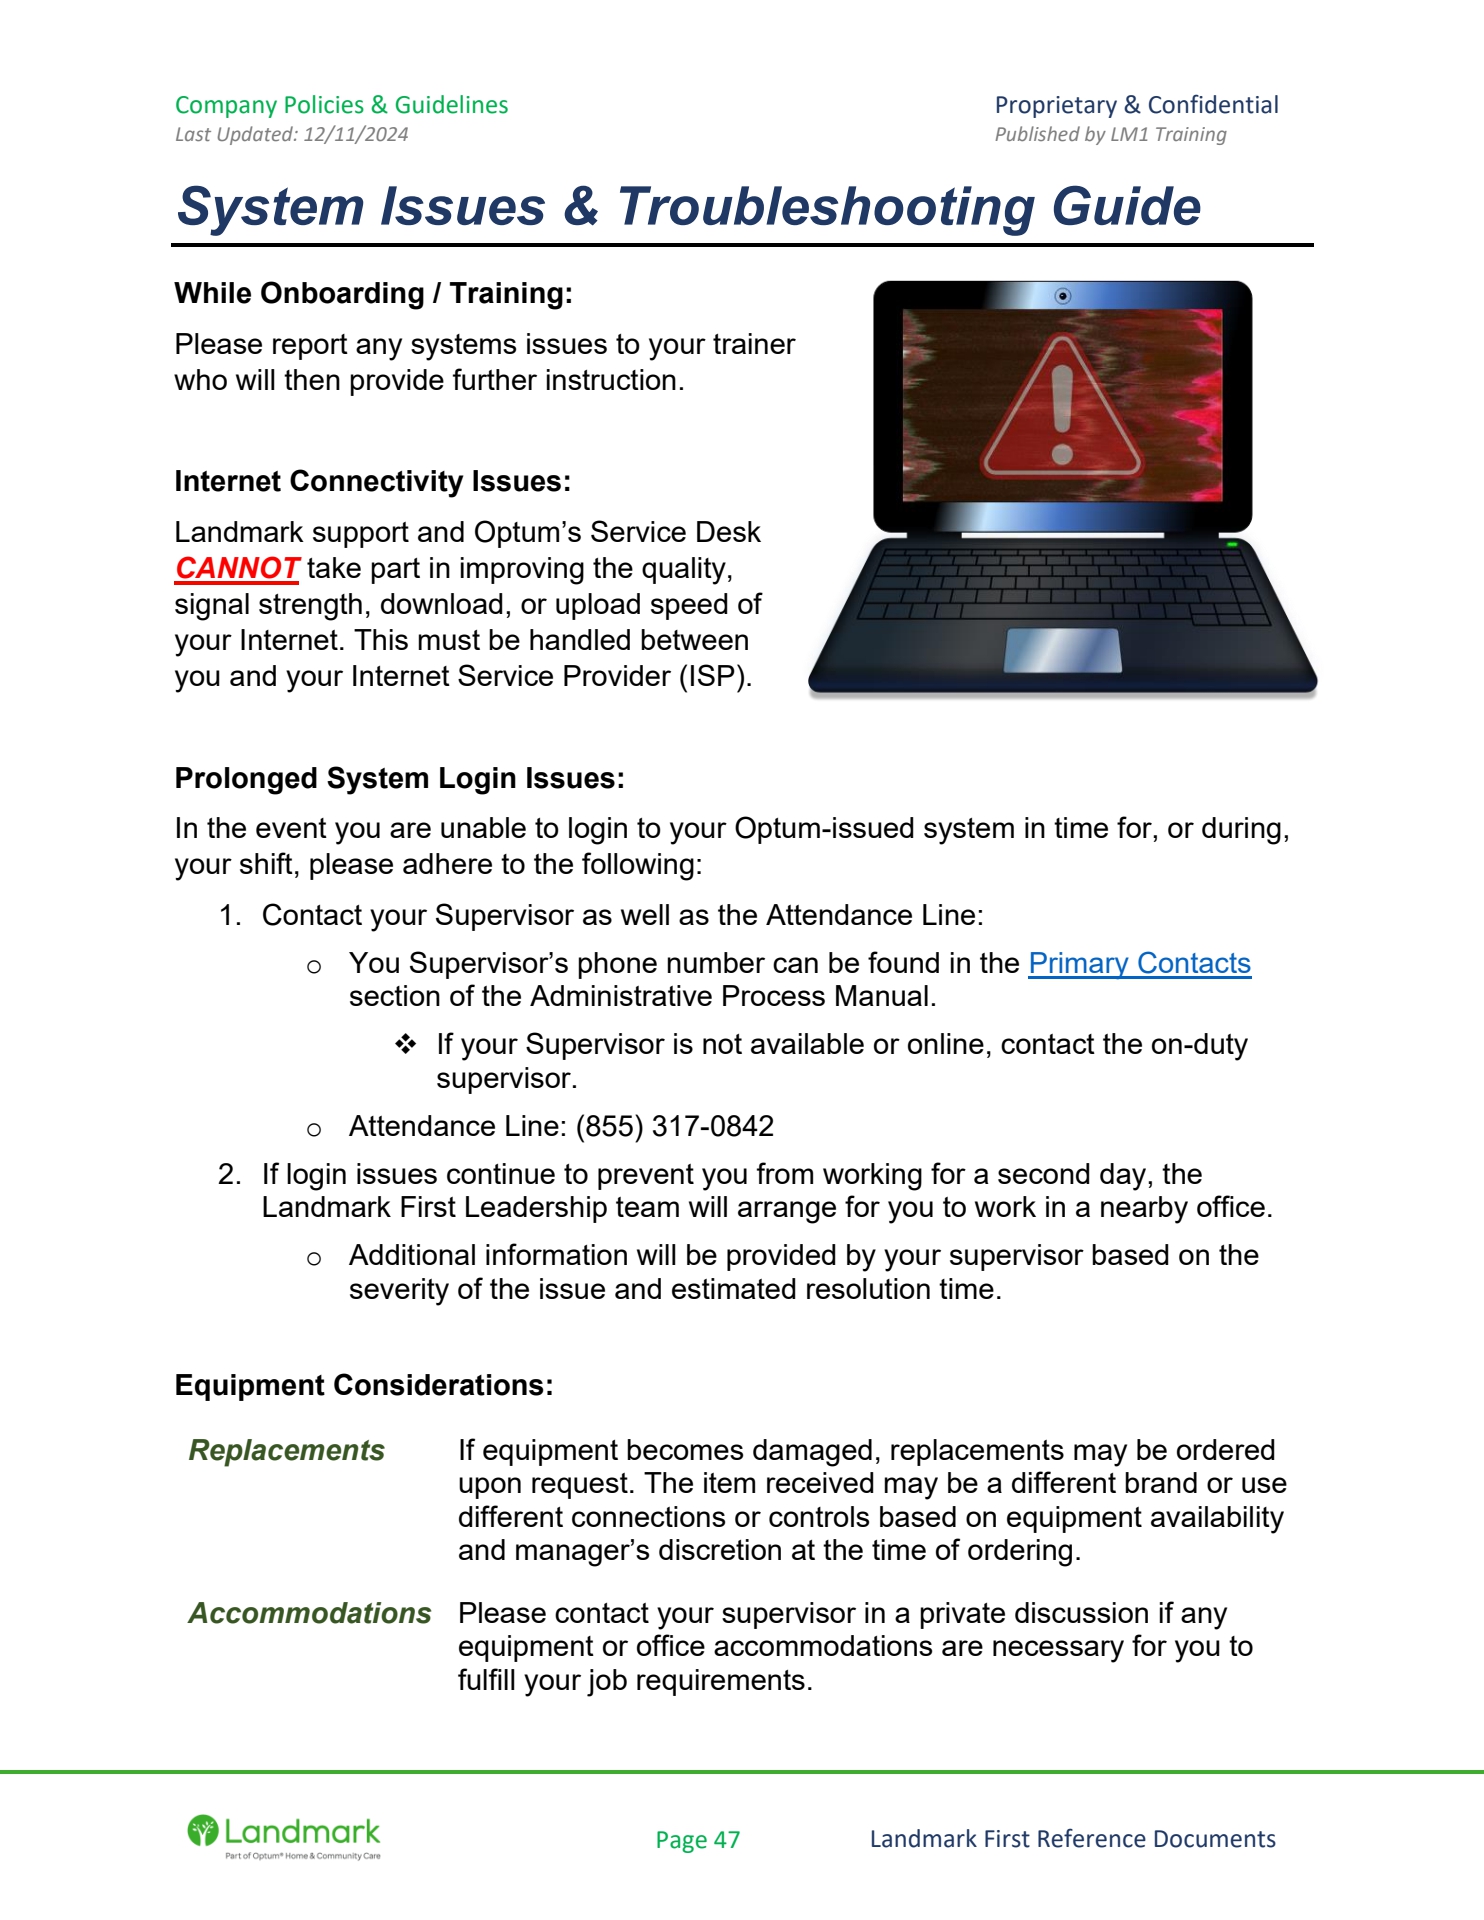 Company Policies & Guidelines
Proprietary & Confidential
Last Updated: 12/11/2024
Published by LM1 Training
System Issues & Troubleshooting Guide
While Onboarding / Training:
Please report any systems issues to your trainer
who will then provide further instruction.
Internet Connectivity Issues:
Landmark support and Optum’s Service Desk
CANNOT take part in improving the quality,
signal strength, download, or upload speed of
your Internet. This must be handled between
you and your Internet Service Provider (ISP).
Prolonged System Login Issues:
In the event you are unable to login to your Optum-issued system in time for, or during,
your shift, please adhere to the following:
1. Contact your Supervisor as well as the Attendance Line:
o You Supervisor’s phone number can be found in the Primary Contacts
section of the Administrative Process Manual.
❖ If your Supervisor is not available or online, contact the on-duty
supervisor.
o Attendance Line: (855) 317-0842
2. If login issues continue to prevent you from working for a second day, the
Landmark First Leadership team will arrange for you to work in a nearby office.
o Additional information will be provided by your supervisor based on the
severity of the issue and estimated resolution time.
Equipment Considerations:
Replacements If equipment becomes damaged, replacements may be ordered
upon request. The item received may be a different brand or use
different connections or controls based on equipment availability
and manager’s discretion at the time of ordering.
Accommodations Please contact your supervisor in a private discussion if any
equipment or office accommodations are necessary for you to
fulfill your job requirements.
Landmark
Part of Optum® Home & Community Care
Page 47
Landmark First Reference Documents